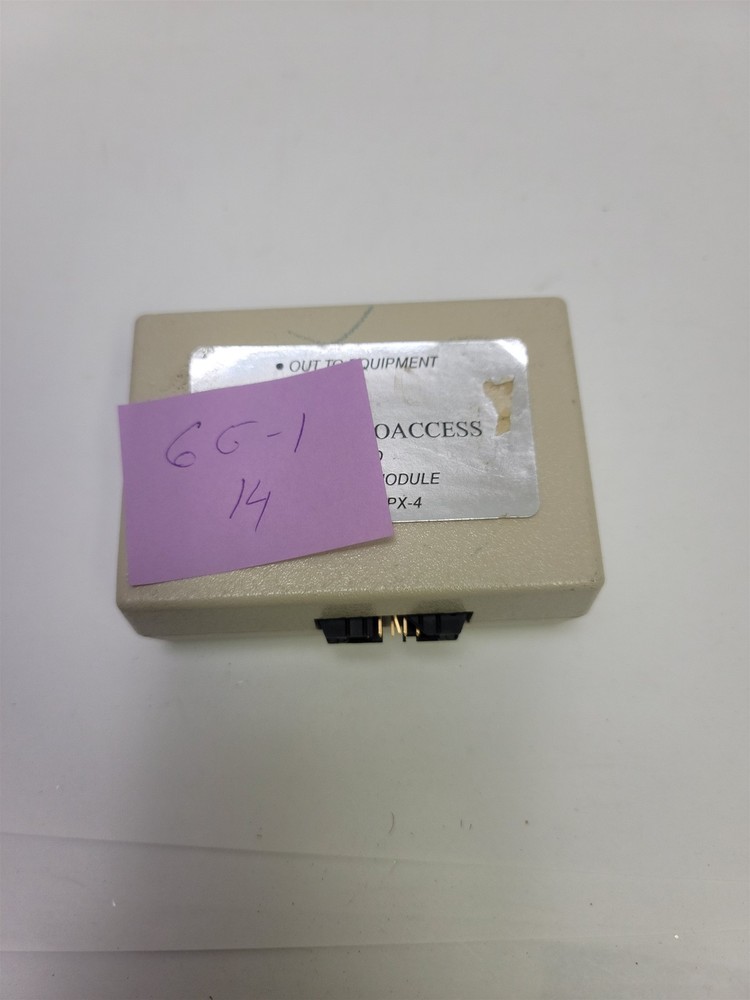 • OUT TO EQUIPMENT
OACCESS
ODULE
PX-4
6G-1
14